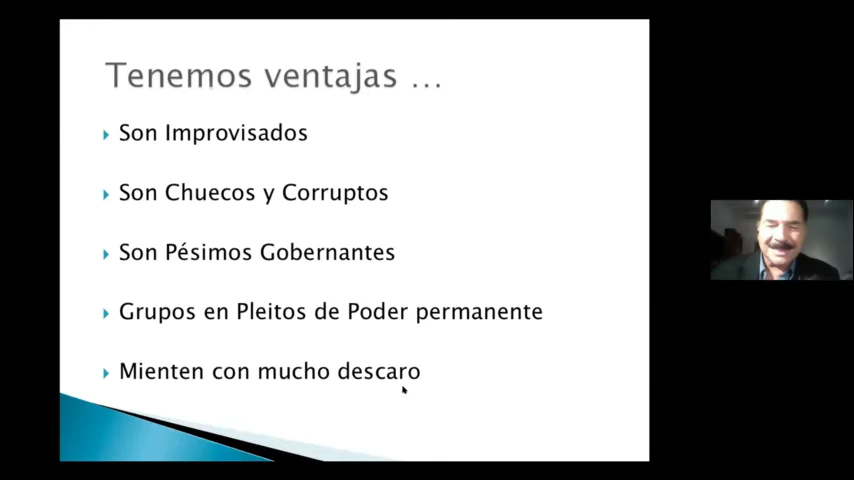 Tenemos ventajas ...
Son Improvisados
Son Chuecos y Corruptos
Son Pésimos Gobernantes
Grupos en Pleitos de Poder permanente
Mienten con mucho descaro